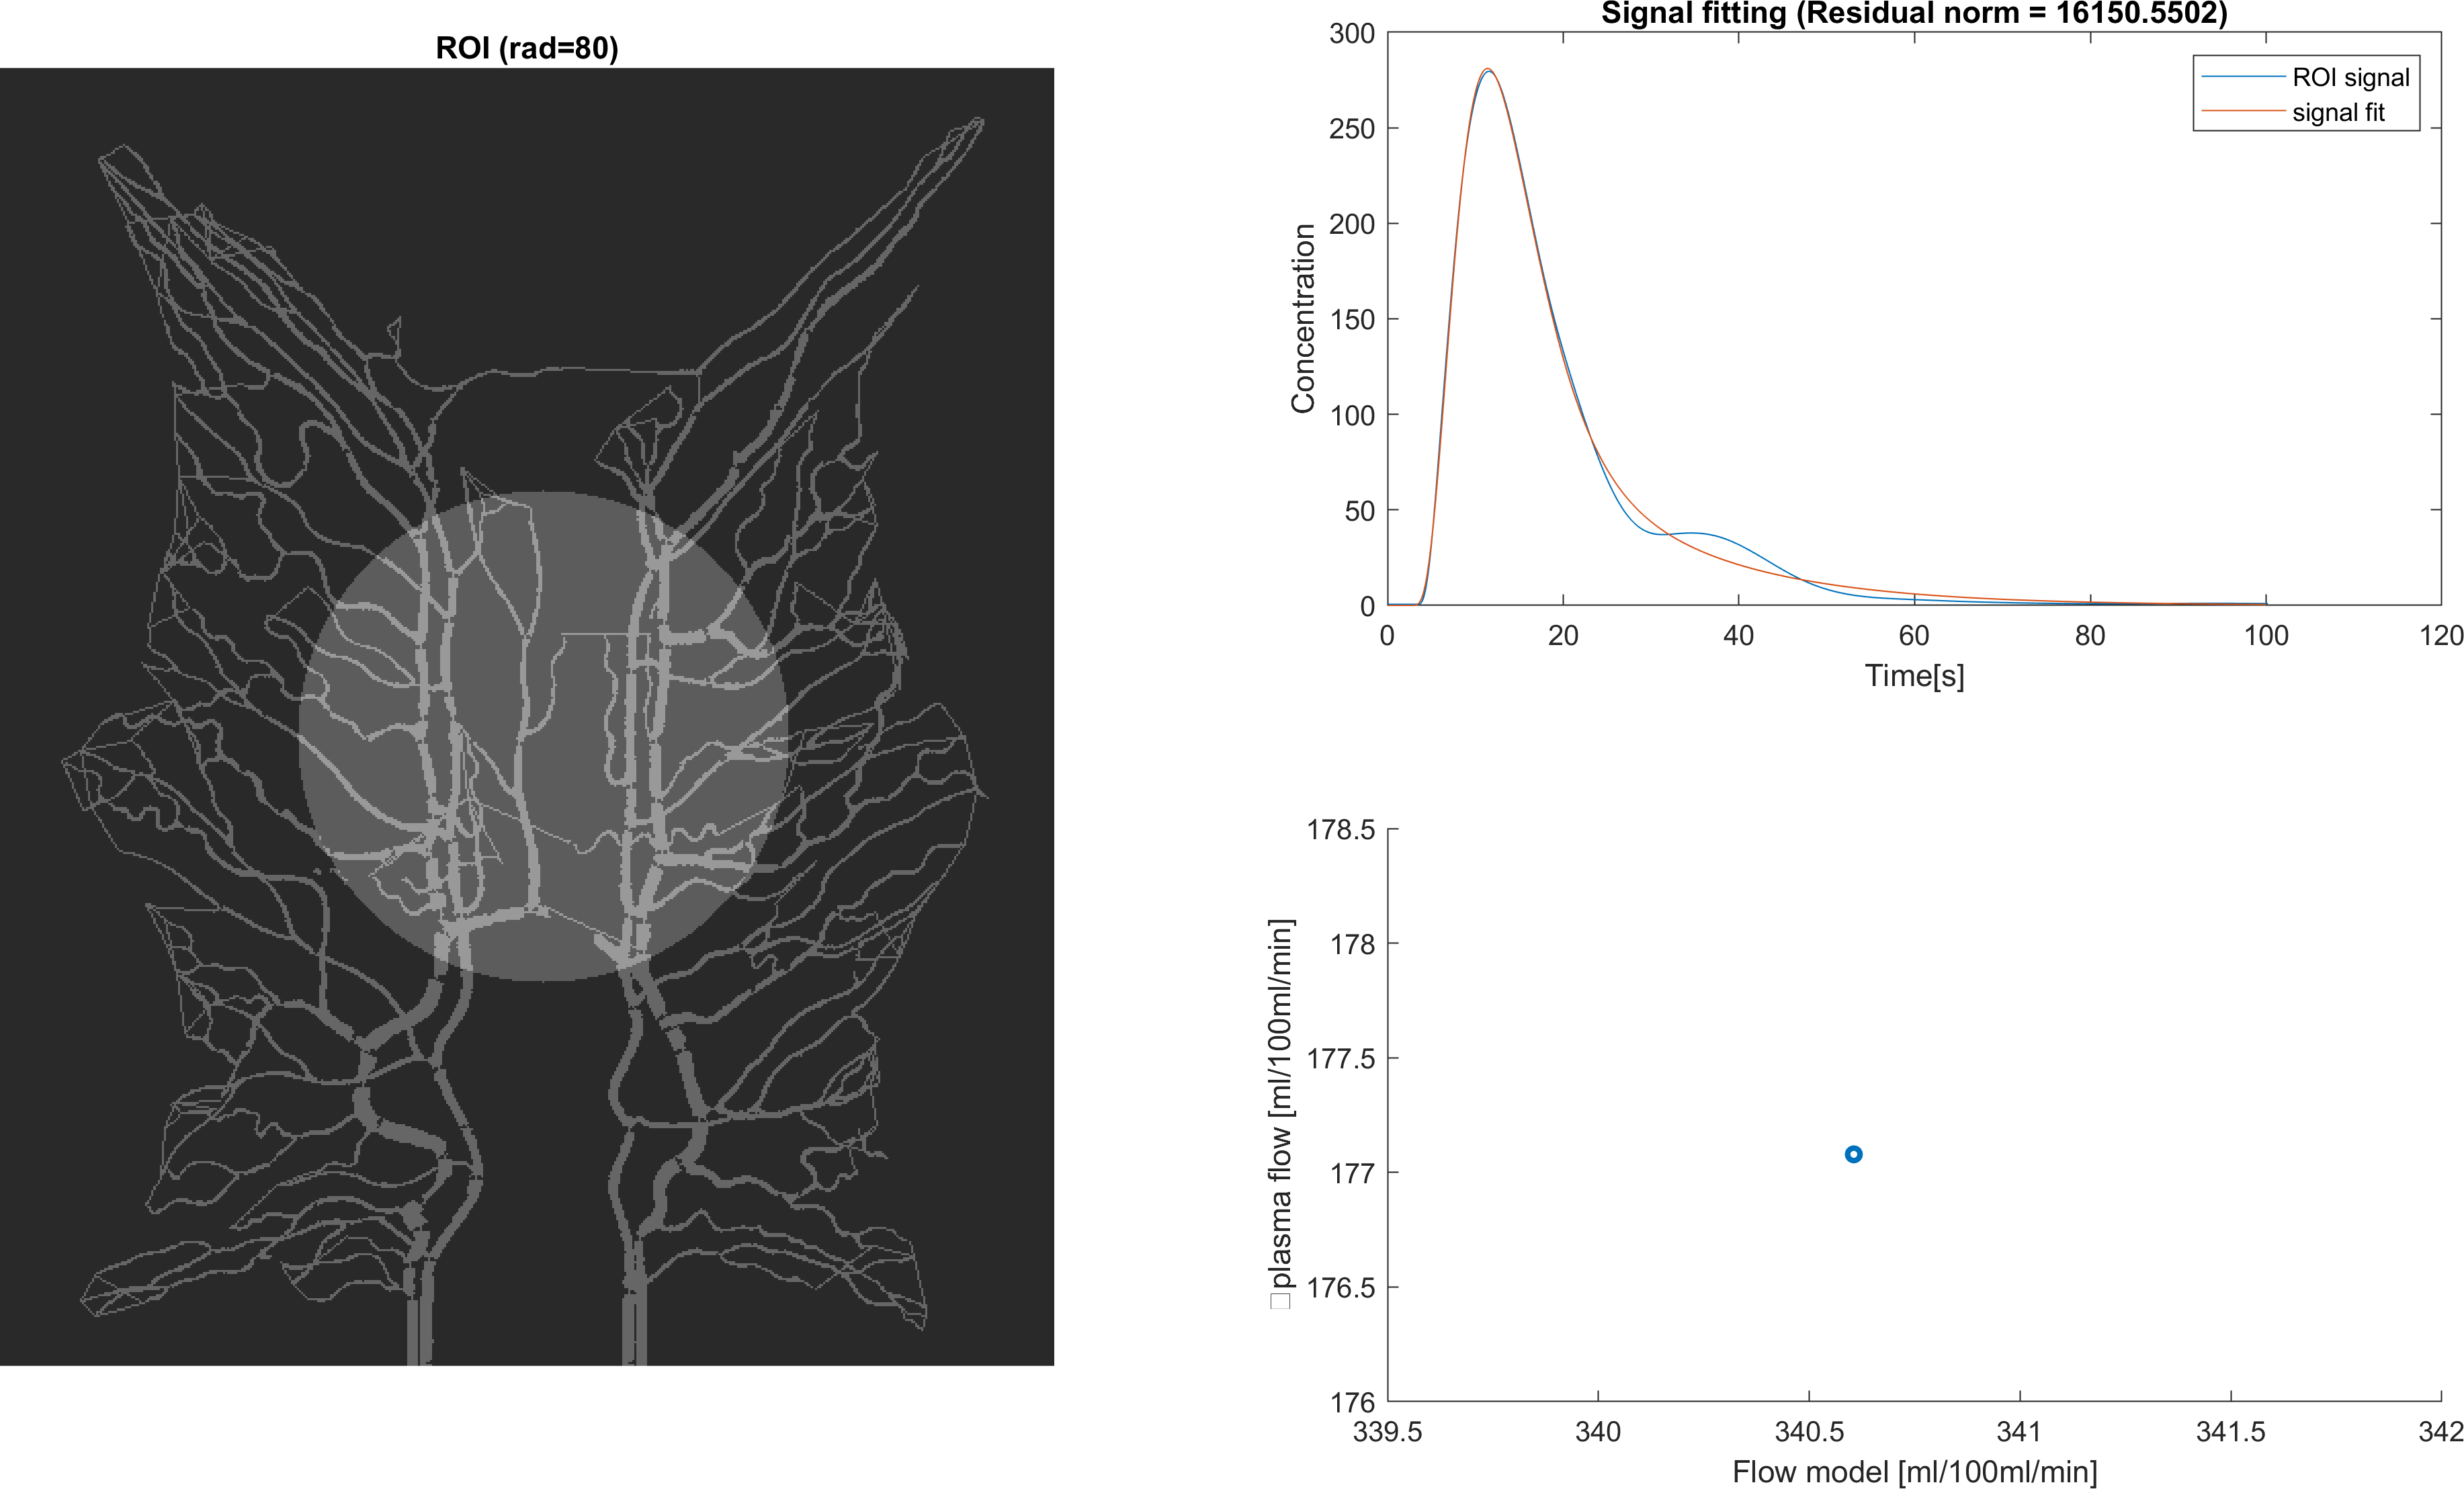 ROI (rad=80)
Signal fitting (Residual norm = 16150.5502)
300
250
200
150
100
50
0
Concentration
ROI signal
signal fit
0 20 40 60 80 100 120
Time[s]
178.5
178
177.5
177
176.5
176
□plasma flow [ml/100ml/min]
339.5 340 340.5 341 341.5 342
Flow model [ml/100ml/min]